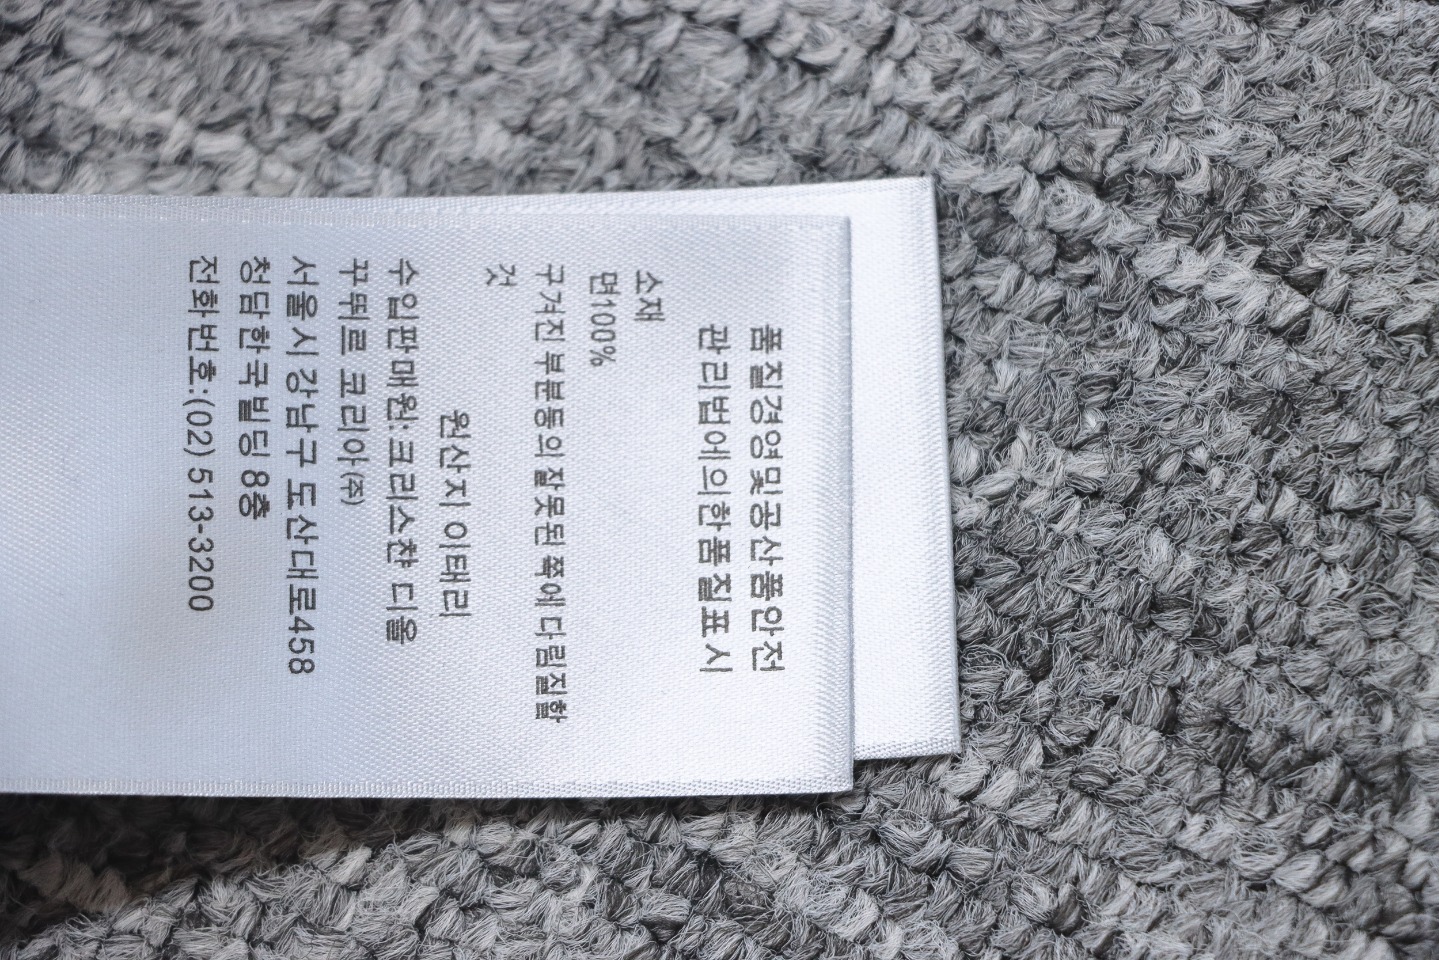 품질경영및공산품안전
관리법에의한품질표시
소재
면100%
구겨진 부분동의잘못된 쪽에다림질할
것
원산지 이태리
수입판매원:크리스챤 디올
꾸뛰르 코리아(주)
서울시 강남구 도산대로458
청담한국빌딩 8층
전화번호:(02) 513-3200